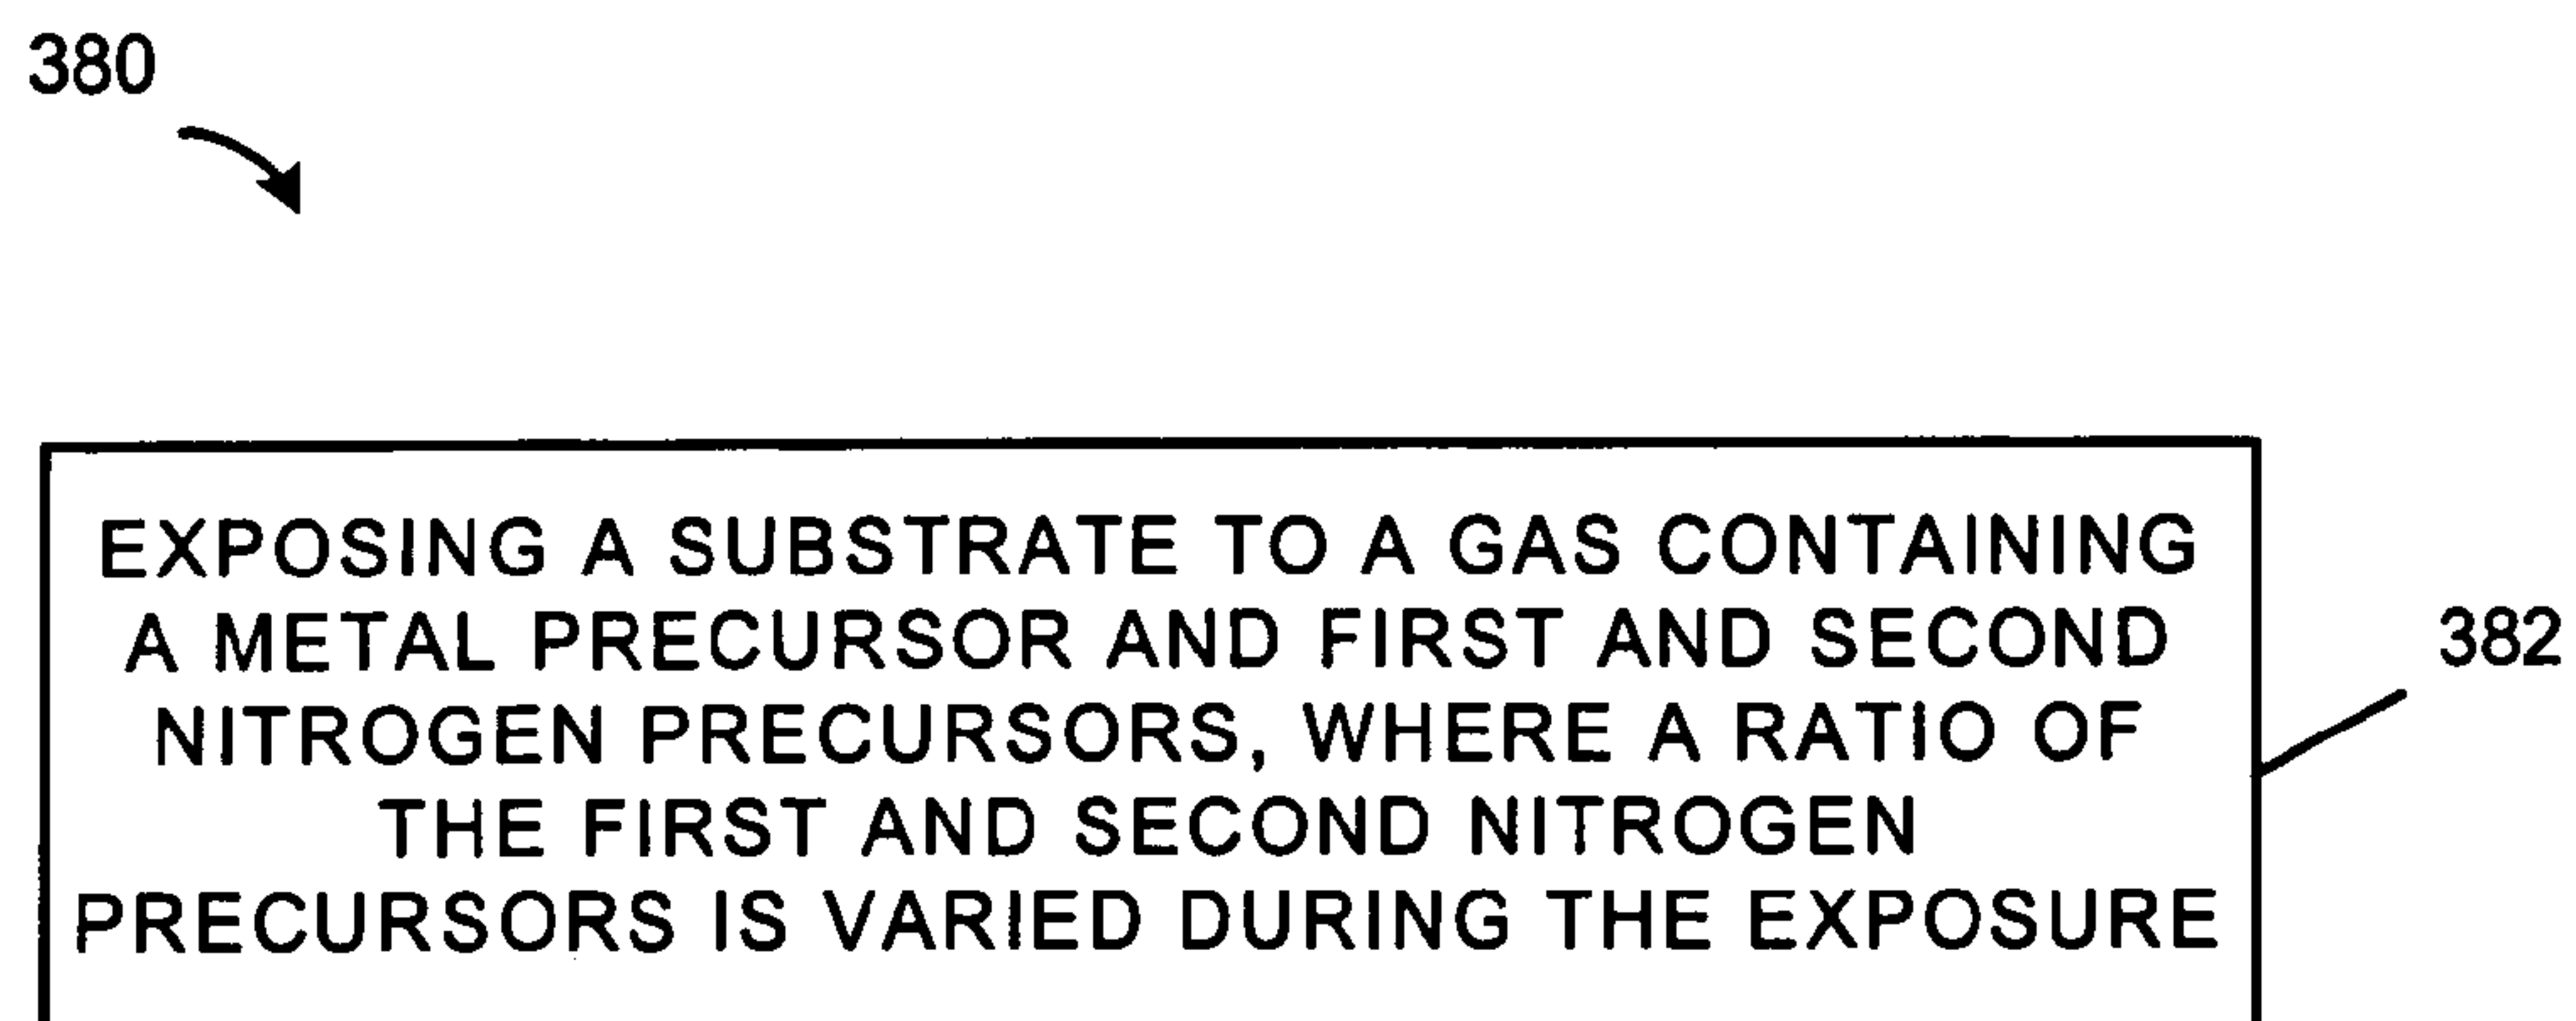 380
EXPOSING A SUBSTRATE TO A GAS CONTAINING
A METAL PRECURSOR AND FIRST AND SECOND
NITROGEN PRECURSORS, WHERE A RATIO OF
THE FIRST AND SECOND NITROGEN
PRECURSORS IS VARIED DURING THE EXPOSURE
382